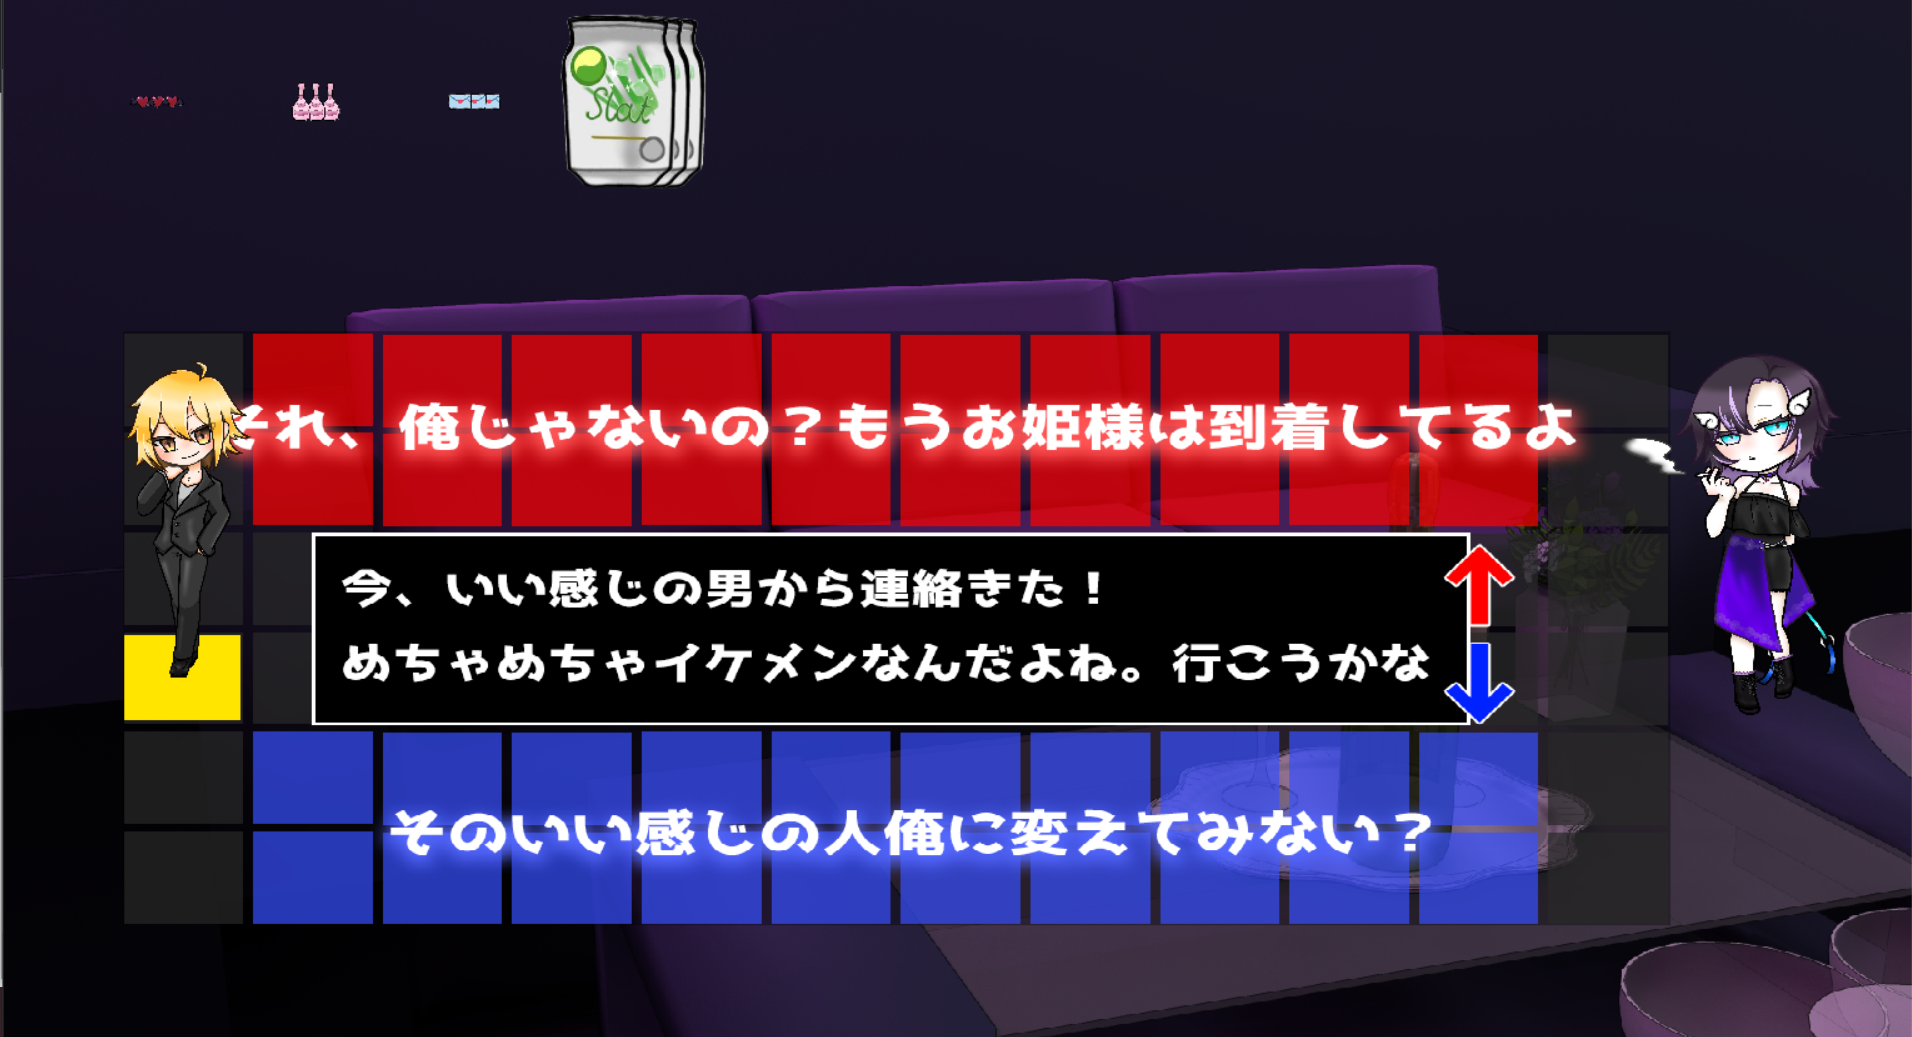 Slat
それ、俺じゃないの？もうお姫様は到着してるよ
今、いい感じの男から連絡きた！
めちゃめちゃイケメンなんだよね。行こうかな
そのいい感じの人俺に変えてみない？